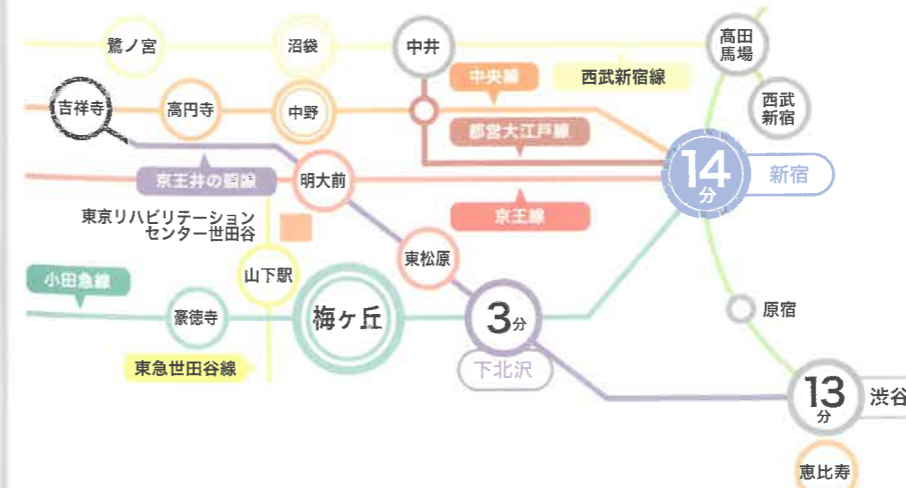 鷺ノ宮
沼袋
中井
高田
馬場
中央線
西武新宿線
西武
新宿
吉祥寺
高円寺
中野
都営大江戸線
14
分
新宿
京王井の頭線
明大前
京王線
東京リハビリテーション
センター世田谷
東松原
小田急線
山下駅
豪徳寺
梅ヶ丘
3分
下北沢
原宿
東急世田谷線
13
分
渋谷
恵比寿